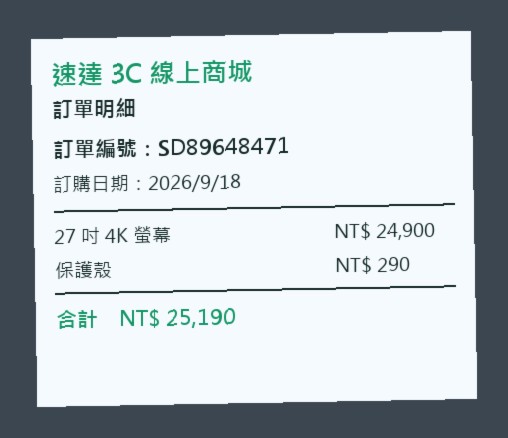 速達 3C 線上商城
訂單明細
訂單編號：SD89648471
訂購日期：2026/9/18
27 吋 4K 螢幕 NT$ 24,900
保護殼 NT$ 290
合計 NT$ 25,190